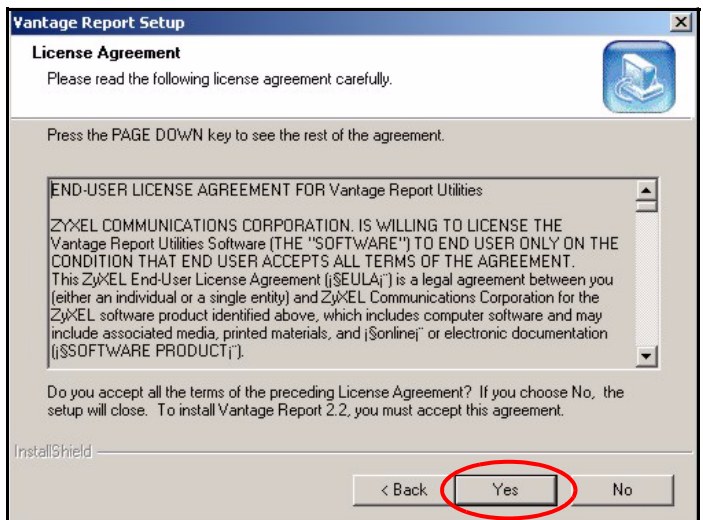 Vantage Report Setup
License Agreement
Please read the following license agreement carefully.
Press the PAGE DOWN key to see the rest of the agreement.
END-USER LICENSE AGREEMENT FOR Vantage Report Utilities
ZYXEL COMMUNICATIONS CORPORATION. IS WILLING TO LICENSE THE
Vantage Report Utilities Software (THE "SOFTWARE") TO END USER ONLY ON THE
CONDITION THAT END USER ACCEPTS ALL TERMS OF THE AGREEMENT.
This ZyXEL End-User License Agreement (¡§EULA¡¨) is a legal agreement between you
(either an individual or a single entity) and ZyXEL Communications Corporation for the
ZyXEL software product identified above, which includes computer software and may
include associated media, printed materials, and ¡§online¡¨ or electronic documentation
(¡§SOFTWARE PRODUCT¡¨).
Do you accept all the terms of the preceding License Agreement? If you choose No, the
setup will close. To install Vantage Report 2.2, you must accept this agreement.
InstallShield
< Back Yes No